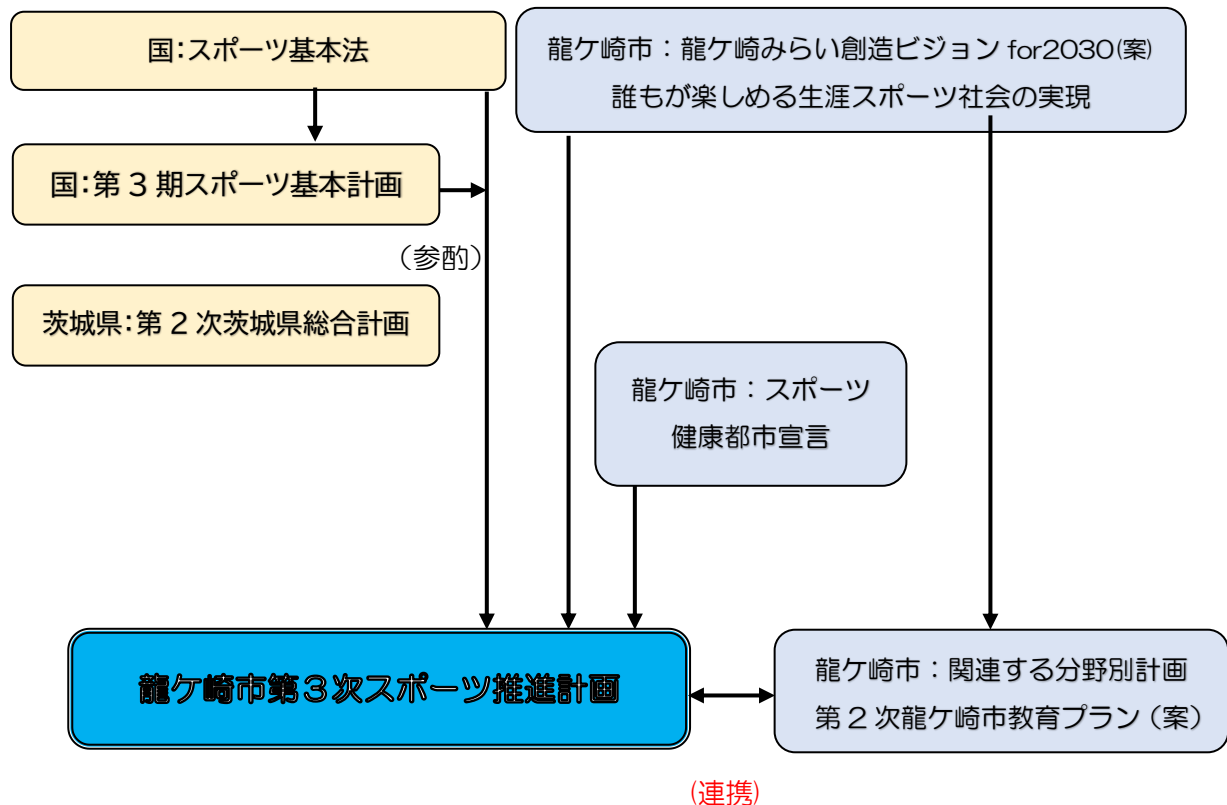 国:スポーツ基本法
龍ケ崎市：龍ケ崎みらい創造ビジョン for2030(案)
誰もが楽しめる生涯スポーツ社会の実現
国:第３期スポーツ基本計画
（参酌）
茨城県:第２次茨城県総合計画
龍ケ崎市：スポーツ
健康都市宣言
龍ケ崎市第３次スポーツ推進計画
龍ケ崎市：関連する分野別計画
第２次龍ケ崎市教育プラン（案）
(連携)